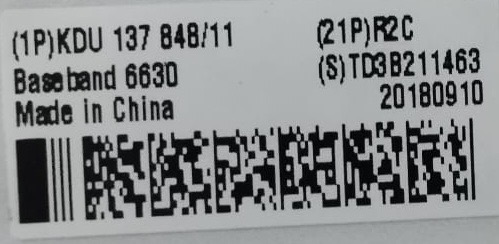 (1P)KDU 137 848/11 (21P)R2C
Baseband 6630 (S)TD3B211463
Made in China 20180910